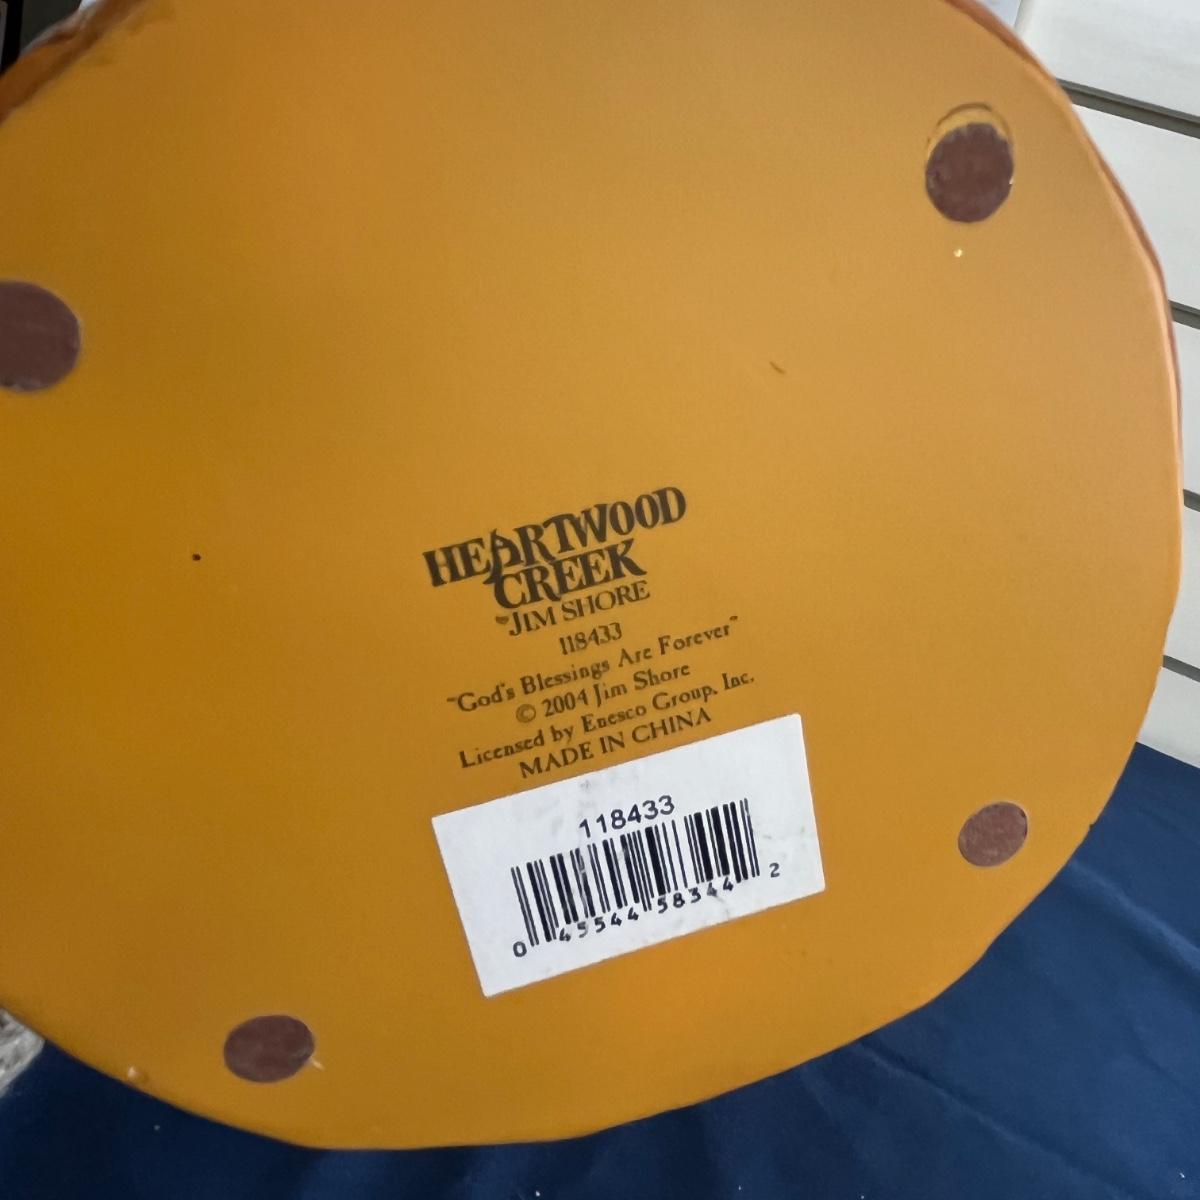 HEARTWOOD
CREEK
JIM SHORE
118433
"God's Blessings Are Forever"
© 2004 Jim Shore
Licensed by Enesco Group, Inc.
MADE IN CHINA
118433
0 45544 58344 2